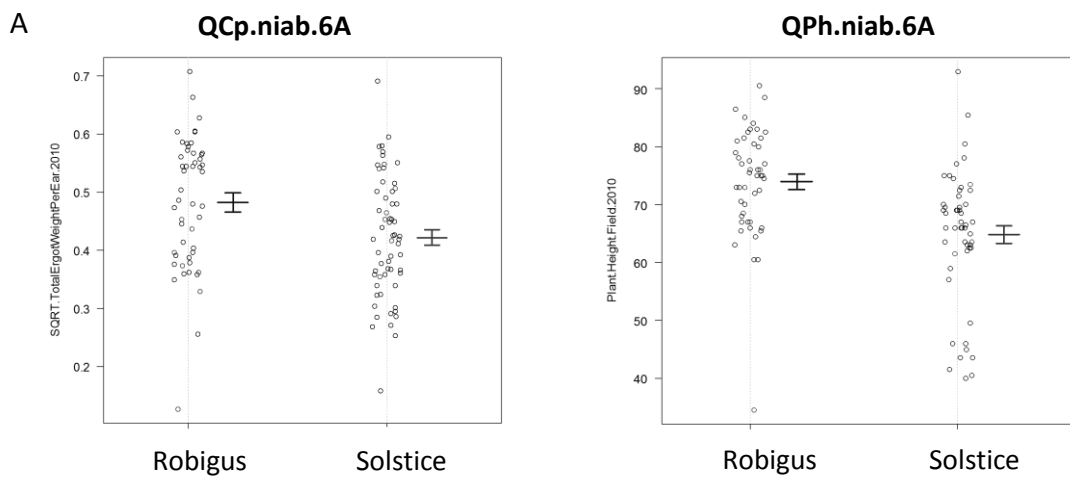 A
QCp.niab.6A
SQRT.TotalErgotWeightPerEar.2010
0.7
0.6
0.5
0.4
0.3
0.2
Robigus
Solstice
QPh.niab.6A
Plant.Height.Field.2010
90
80
70
60
50
40
Robigus
Solstice